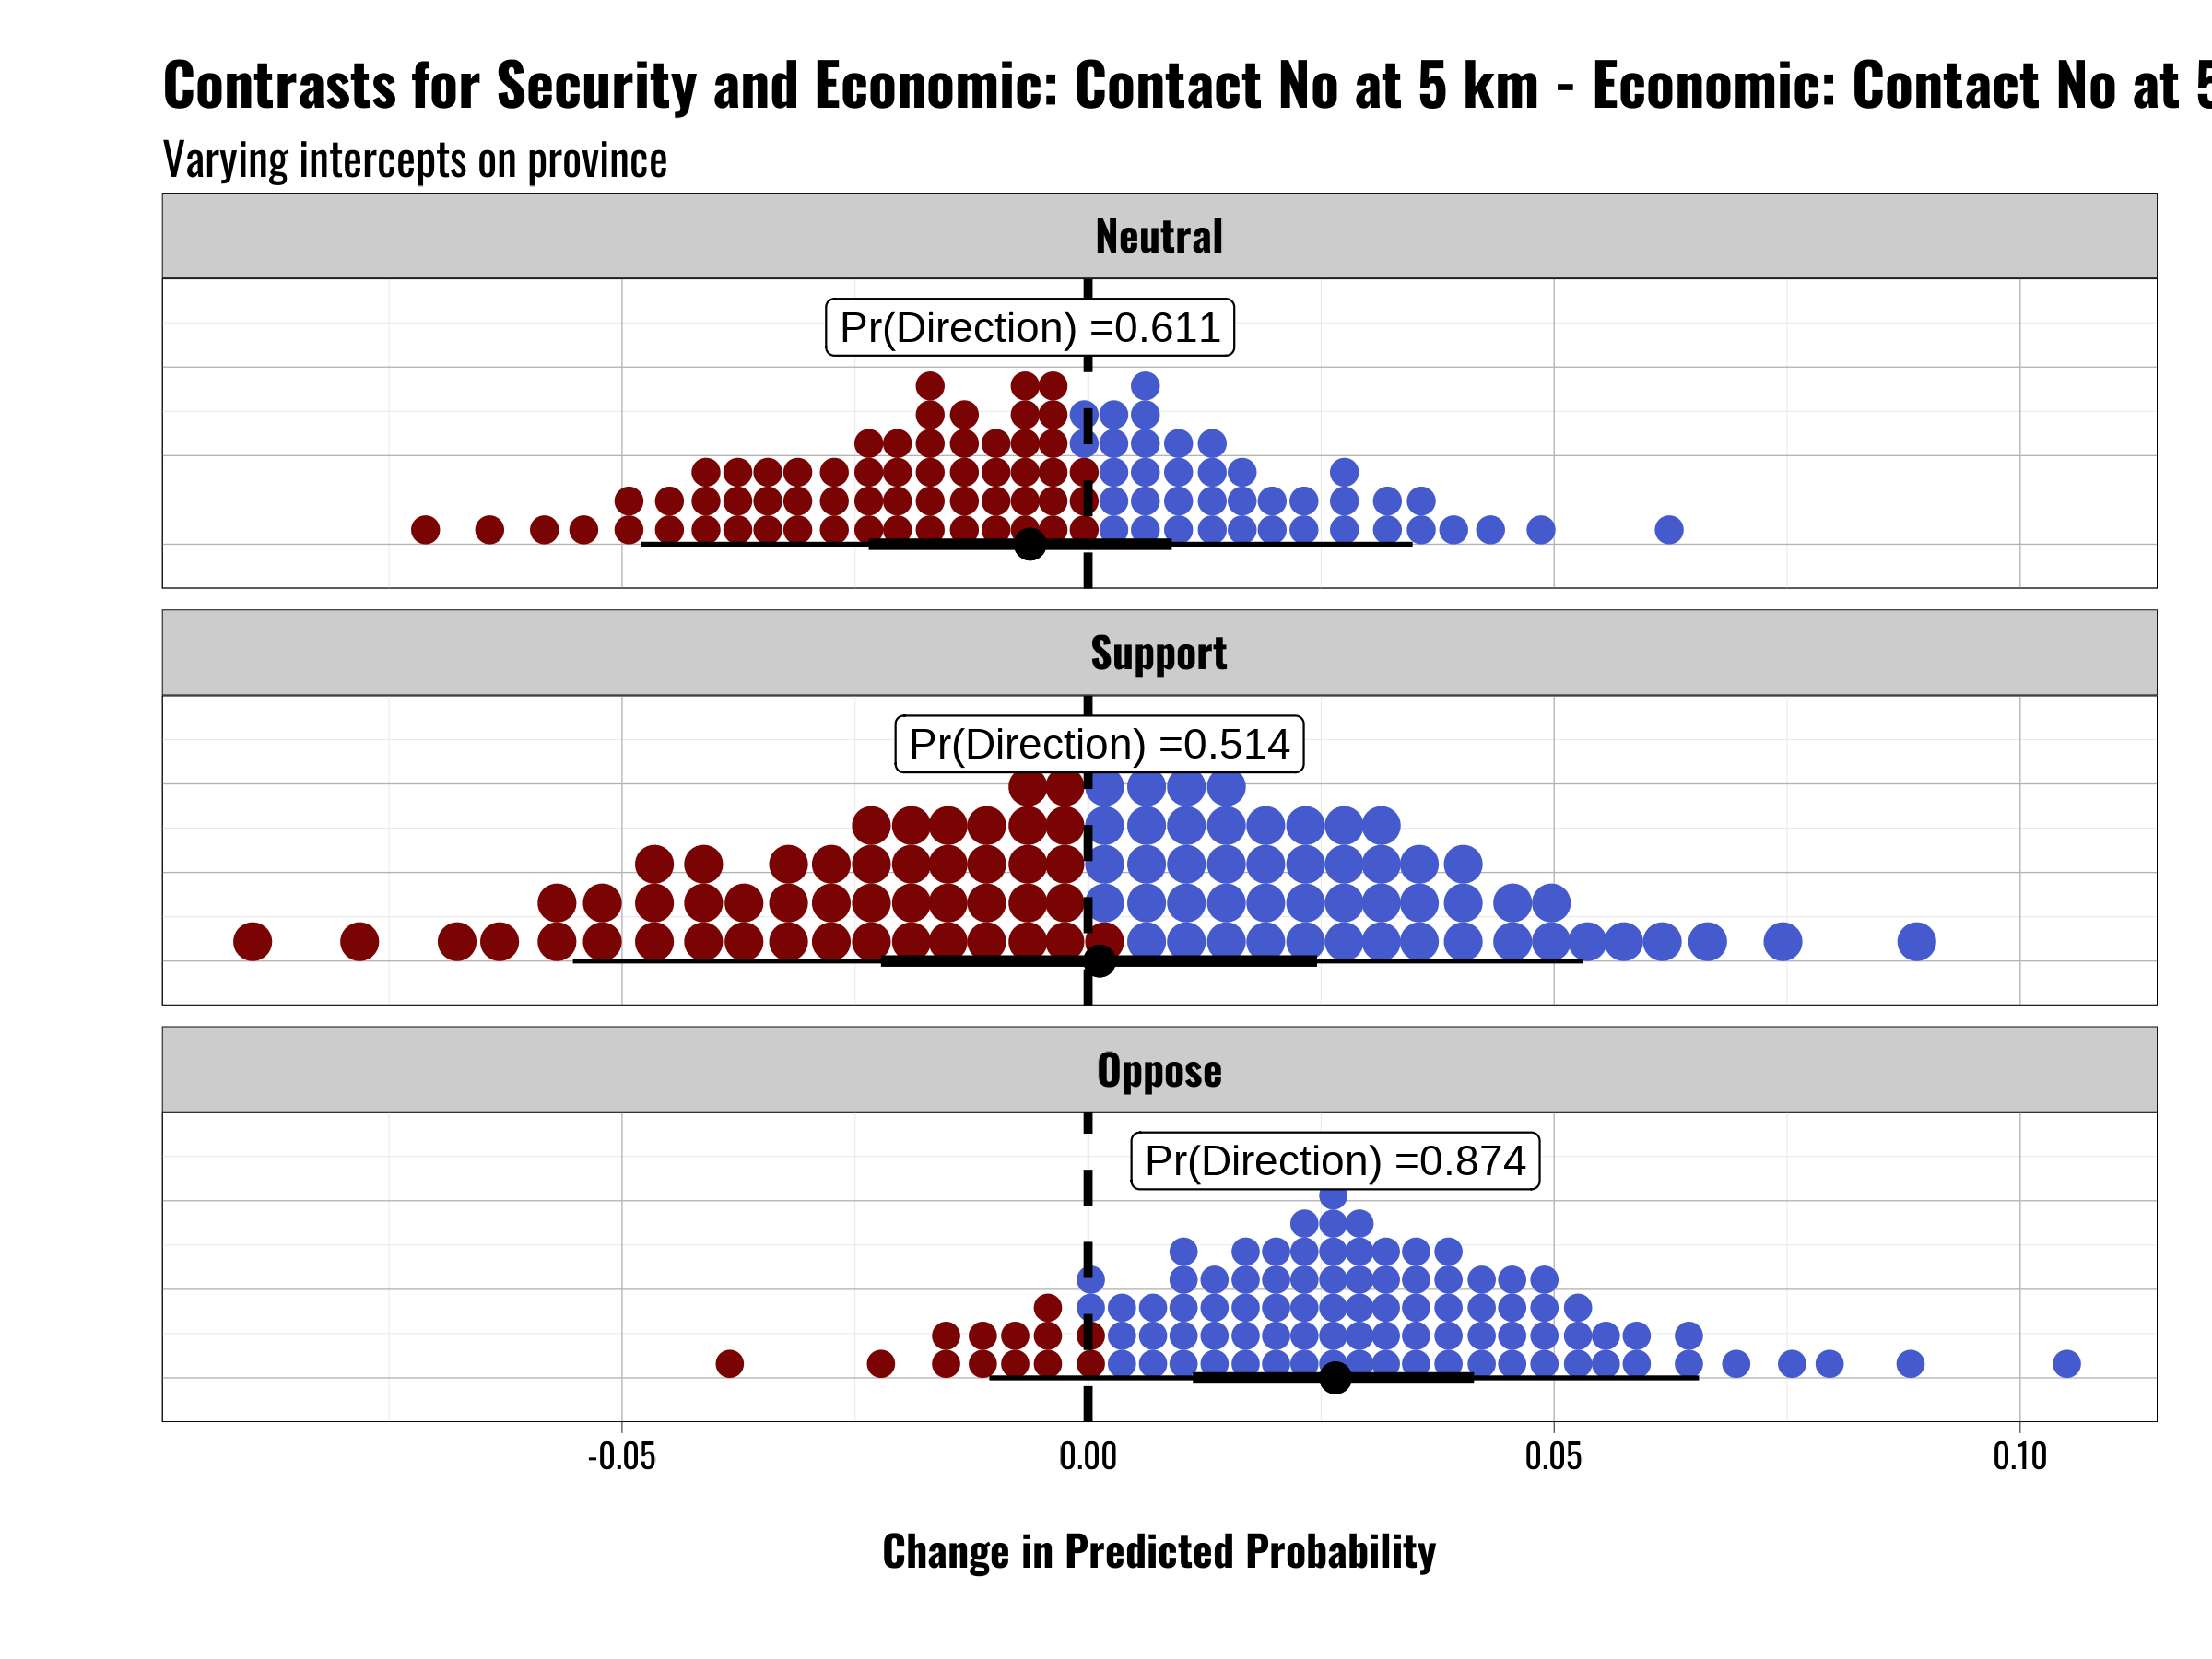 Contrasts for Security and Economic: Contact No at 5 km - Economic: Contact No at 5
Varying intercepts on province
Neutral
Pr(Direction) =0.611
Support
Pr(Direction) =0.514
Oppose
Pr(Direction) =0.874
-0.05 0.00 0.05 0.10
Change in Predicted Probability